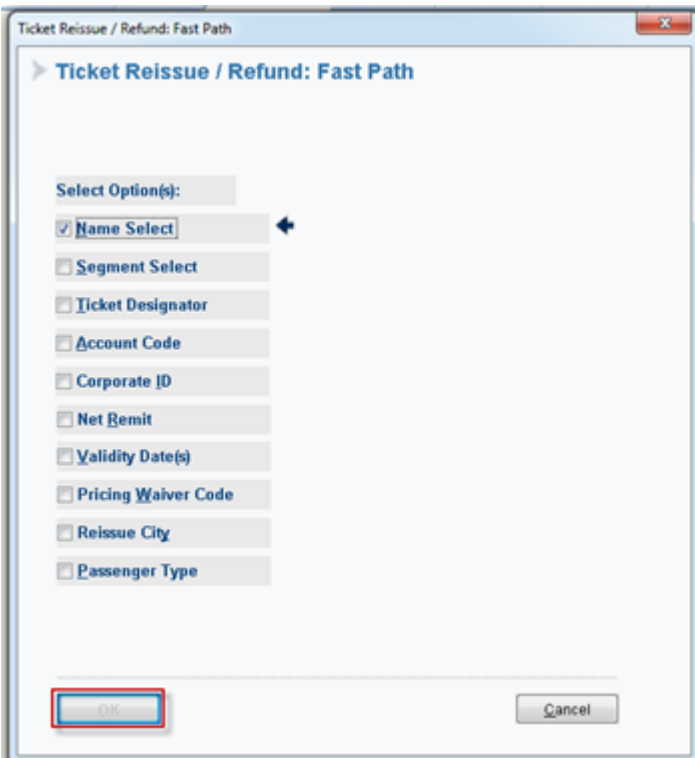 Ticket Reissue / Refund: Fast Path
Ticket Reissue / Refund: Fast Path
Select Option(s):
Name Select
Segment Select
Ticket Designator
Account Code
Corporate ID
Net Remit
Validity Date(s)
Pricing Waiver Code
Reissue City
Passenger Type
OK
Cancel